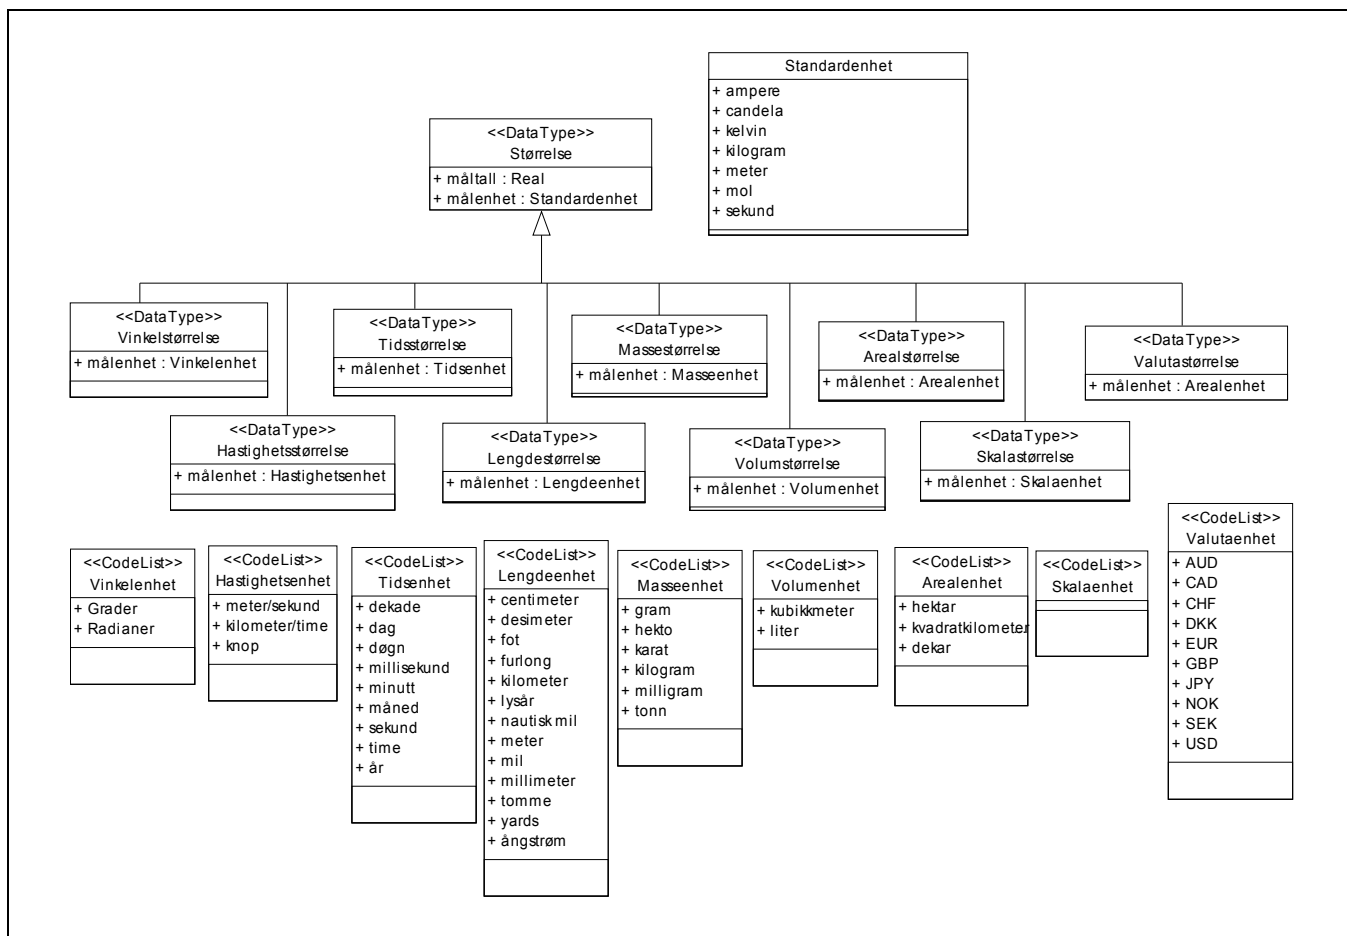 Standardenhet
+ ampere
+ candela
+ kelvin
+ kilogram
+ meter
+ mol
+ sekund
<<DataType>>
Størrelse
+ måltall : Real
+ målenhet : Standardenhet
<<DataType>>
Vinkelstørrelse
+ målenhet : Vinkelenhet
<<DataType>>
Tidsstørrelse
+ målenhet : Tidsenhet
<<DataType>>
Massestørrelse
+ målenhet : Masseenhet
<<DataType>>
Arealstørrelse
+ målenhet : Arealenhet
<<DataType>>
Valutastørrelse
+ målenhet : Arealenhet
<<DataType>>
Hastighetsstørrelse
+ målenhet : Hastighetsenhet
<<DataType>>
Lengdestørrelse
+ målenhet : Lengdeenhet
<<DataType>>
Volumstørrelse
+ målenhet : Volumenhet
<<DataType>>
Skalastørrelse
+ målenhet : Skalaenhet
<<CodeList>>
Vinkelenhet
+ Grader
+ Radianer
<<CodeList>>
Hastighetsenhet
+ meter/sekund
+ kilometer/time
+ knop
<<CodeList>>
Tidsenhet
+ dekade
+ dag
+ døgn
+ millisekund
+ minutt
+ måned
+ sekund
+ time
+ år
<<CodeList>>
Lengdeenhet
+ centimeter
+ desimeter
+ fot
+ furlong
+ kilometer
+ lysår
+ nautisk mil
+ meter
+ mil
+ millimeter
+ tomme
+ yards
+ ångstrøm
<<CodeList>>
Masseenhet
+ gram
+ hekto
+ karat
+ kilogram
+ milligram
+ tonn
<<CodeList>>
Volumenhet
+ kubikkmeter
+ liter
<<CodeList>>
Arealenhet
+ hektar
+ kvadratkilometer
+ dekar
<<CodeList>>
Skalaenhet
<<CodeList>>
Valutaenhet
+ AUD
+ CAD
+ CHF
+ DKK
+ EUR
+ GBP
+ JPY
+ NOK
+ SEK
+ USD